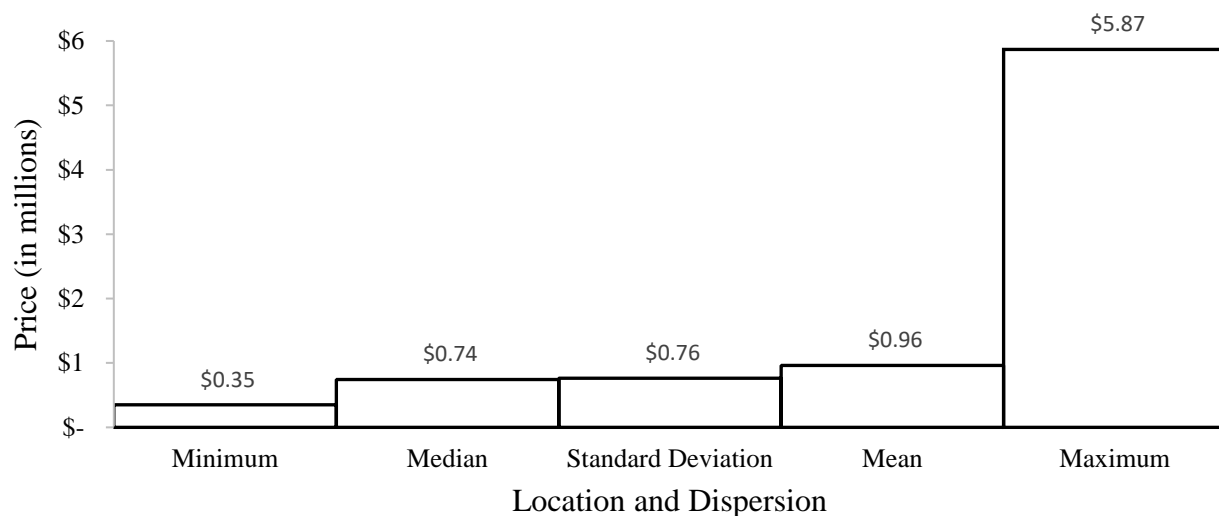 $5.87
$6
$5
$4
$3
$2
$1
$-
Price (in millions)
$0.35
$0.74
$0.76
$0.96
Minimum
Median
Standard Deviation
Mean
Maximum
Location and Dispersion